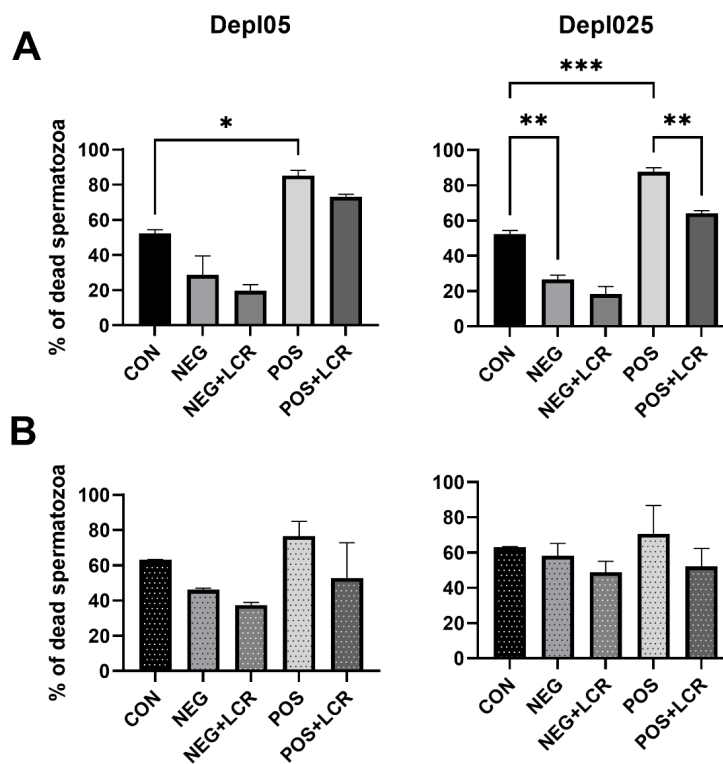 Depl05
Depl025
A
***
*
**
**
% of dead spermatozoa
100
80
60
40
20
0
CON
NEG
NEG+LCR
POS
POS+LCR
100
80
60
40
20
0
CON
NEG
NEG+LCR
POS
POS+LCR
B
% of dead spermatozoa
100
80
60
40
20
0
CON
NEG
NEG+LCR
POS
POS+LCR
% of dead spermatozoa
100
80
60
40
20
0
CON
NEG
NEG+LCR
POS
POS+LCR